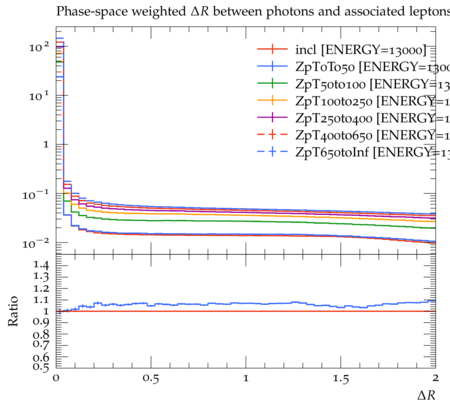 Phase-space weighted ΔR between photons and associated leptons
incl [ENERGY=13000]
ZpT0To50 [ENERGY=1300
ZpT50to100 [ENERGY=13
ZpT100to250 [ENERGY=1
ZpT250to400 [ENERGY=1
ZpT400to650 [ENERGY=1
ZpT650toInf [ENERGY=13
10²
10¹
1
10⁻¹
10⁻²
1.4
1.3
1.2
1.1
1
0.9
0.8
0.7
0.6
0.5
Ratio
0 0.5 1 1.5 2
ΔR